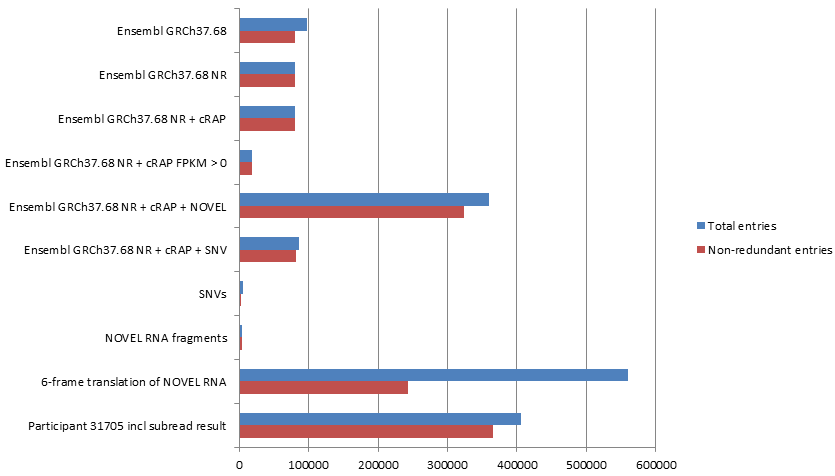 Ensembl GRCh37.68
Ensembl GRCh37.68 NR
Ensembl GRCh37.68 NR + cRAP
Ensembl GRCh37.68 NR + cRAP FPKM > 0
Ensembl GRCh37.68 NR + cRAP + NOVEL
Ensembl GRCh37.68 NR + cRAP + SNV
SNVs
NOVEL RNA fragments
6-frame translation of NOVEL RNA
Participant 31705 incl subread result
0 100000 200000 300000 400000 500000 600000
Total entries
Non-redundant entries